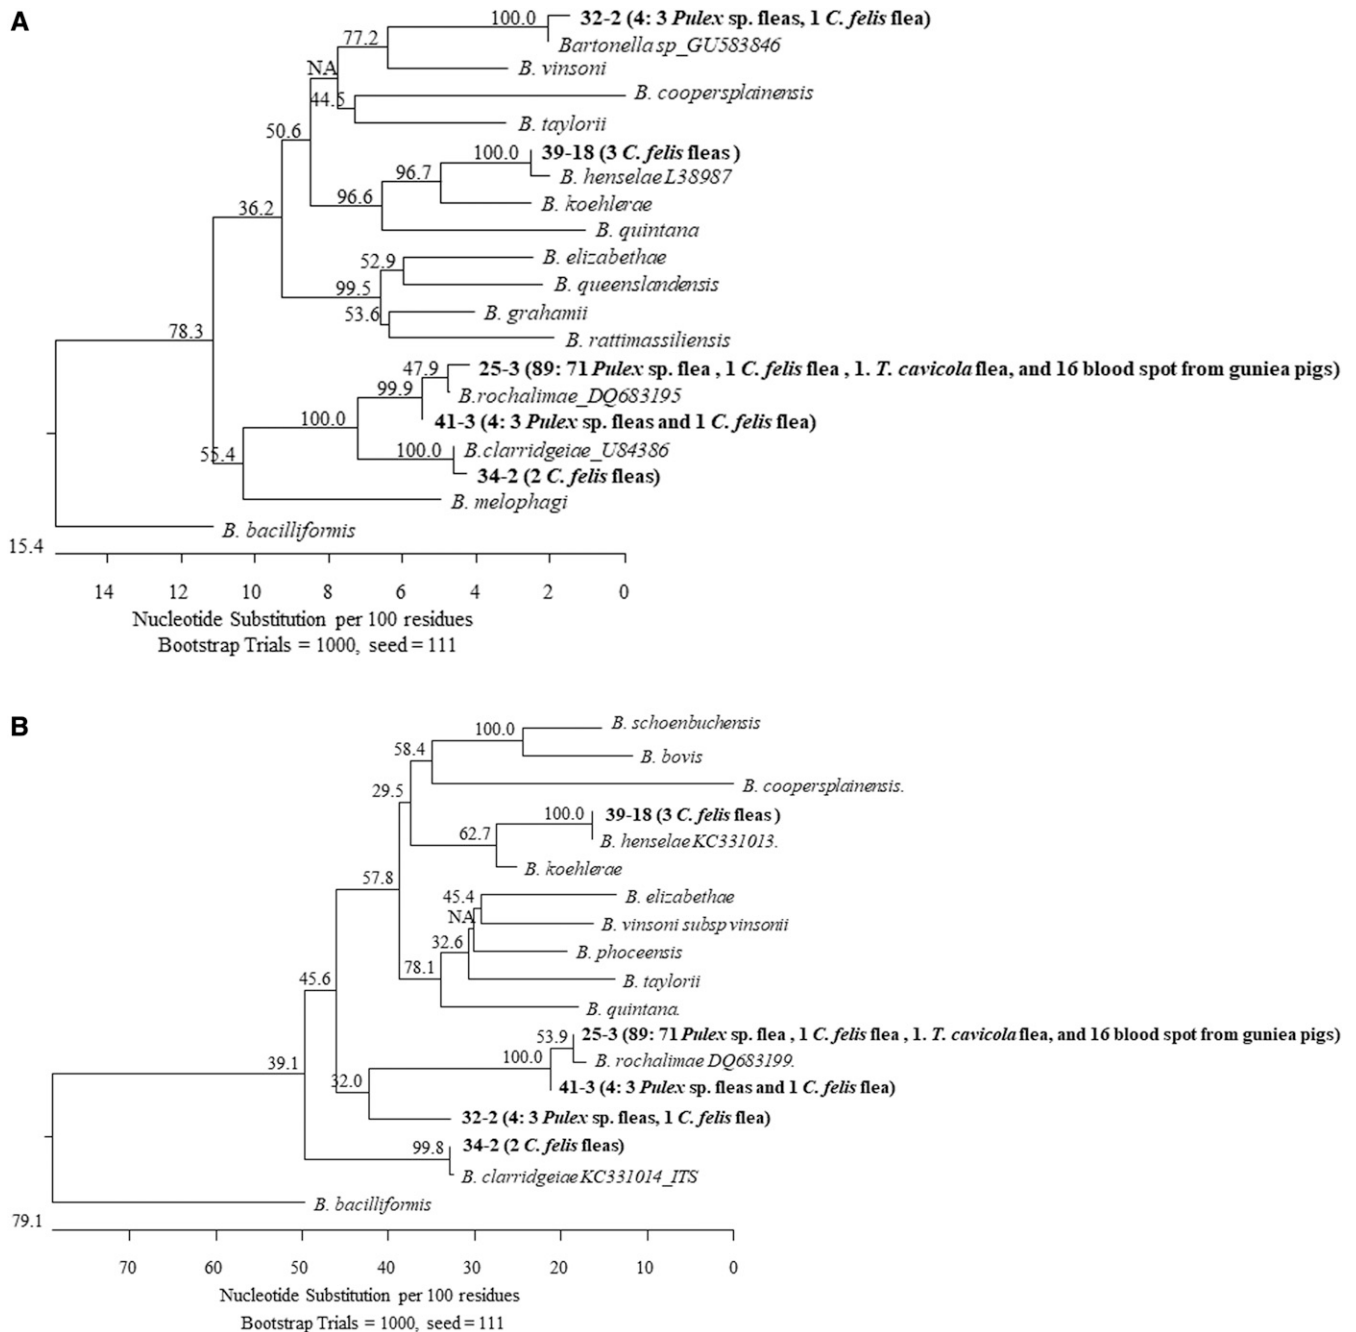 A
100.0 32-2 (4: 3 Pulex sp. fleas, 1 C. felis flea)
77.2 Bartonella sp_GU583846
NA B. vinsoni
44.5 B. coopersplainensis
B. taylorii
50.6
100.0 39-18 (3 C. felis fleas )
96.7 B. henselae L38987
96.6 B. koehlerae
36.2 B. quintana
52.9 B. elizabethae
99.5 B. queenslandensis
53.6 B. grahamii
78.3 B. rattimassiliensis
47.9 25-3 (89: 71 Pulex sp. flea , 1 C. felis flea , 1. T. cavicola flea, and 16 blood spot from guniea pigs)
99.9 B.rochalimae_DQ683195
100.0 41-3 (4: 3 Pulex sp. fleas and 1 C. felis flea)
55.4 100.0 B.clarridgeiae_U84386
34-2 (2 C. felis fleas)
B. melophagi
B. bacilliformis
15.4
14 12 10 8 6 4 2 0
Nucleotide Substitution per 100 residues
Bootstrap Trials = 1000, seed = 111
B
100.0 B. schoenbuchensis
58.4 B. bovis
29.5 B. coopersplainensis.
100.0 39-18 (3 C. felis fleas )
62.7 B. henselae KC331013.
B. koehlerae
57.8 45.4 B. elizabethae
NA B. vinsoni subsp vinsonii
32.6 B. phoceensis
78.1 B. taylorii
45.6 B. quintana.
53.9 25-3 (89: 71 Pulex sp. flea , 1 C. felis flea , 1. T. cavicola flea, and 16 blood spot from guniea pigs)
100.0 B. rochalimae DQ683199.
39.1 32.0 41-3 (4: 3 Pulex sp. fleas and 1 C. felis flea)
32-2 (4: 3 Pulex sp. fleas, 1 C. felis flea)
99.8 34-2 (2 C. felis fleas)
B. clarridgeiae KC331014_ITS
B. bacilliformis
79.1
70 60 50 40 30 20 10 0
Nucleotide Substitution per 100 residues
Bootstrap Trials = 1000, seed = 111